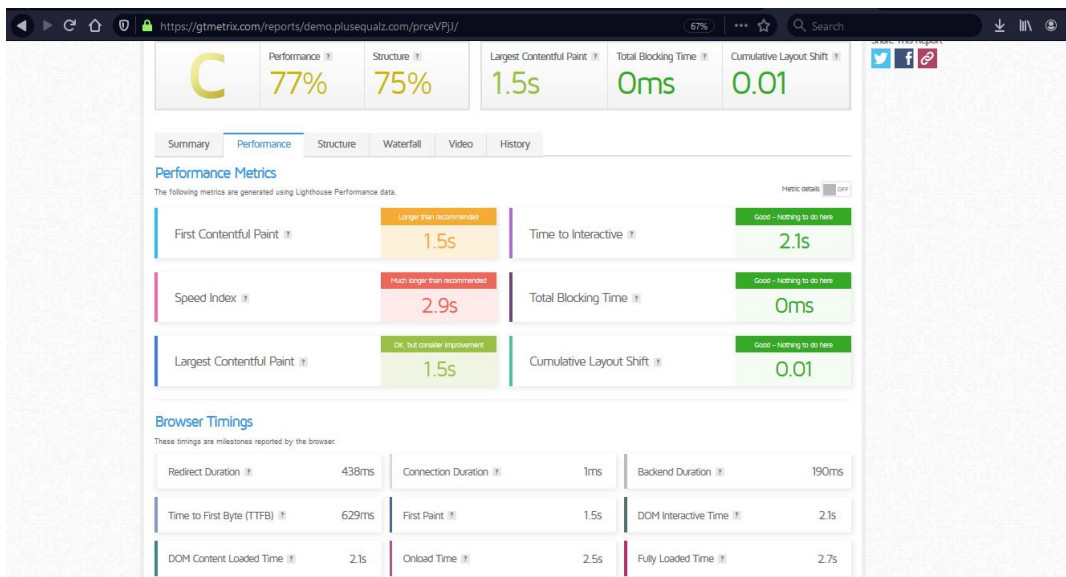 https://gtmetrix.com/reports/demo.plusequalz.com/prceVPjJ/ 67% Search
Share This Report
C
Performance ? Structure ? Largest Contentful Paint ? Total Blocking Time ? Cumulative Layout Shift ?
77% 75% 1.5s 0ms 0.01
Summary Performance Structure Waterfall Video History
Performance Metrics
The following metrics are generated using Lighthouse Performance data.
Metric details OFF
First Contentful Paint ?
Longer than recommended
1.5s
Time to Interactive ?
Good - Nothing to do here
2.1s
Speed Index ?
Much longer than recommended
2.9s
Total Blocking Time ?
Good - Nothing to do here
0ms
Largest Contentful Paint ?
OK, but consider improvement
1.5s
Cumulative Layout Shift ?
Good - Nothing to do here
0.01
Browser Timings
These timings are milestones reported by the browser.
Redirect Duration ? 438ms Connection Duration ? 1ms Backend Duration ? 190ms
Time to First Byte (TTFB) ? 629ms First Paint ? 1.5s DOM Interactive Time ? 2.1s
DOM Content Loaded Time ? 2.1s Onload Time ? 2.5s Fully Loaded Time ? 2.7s